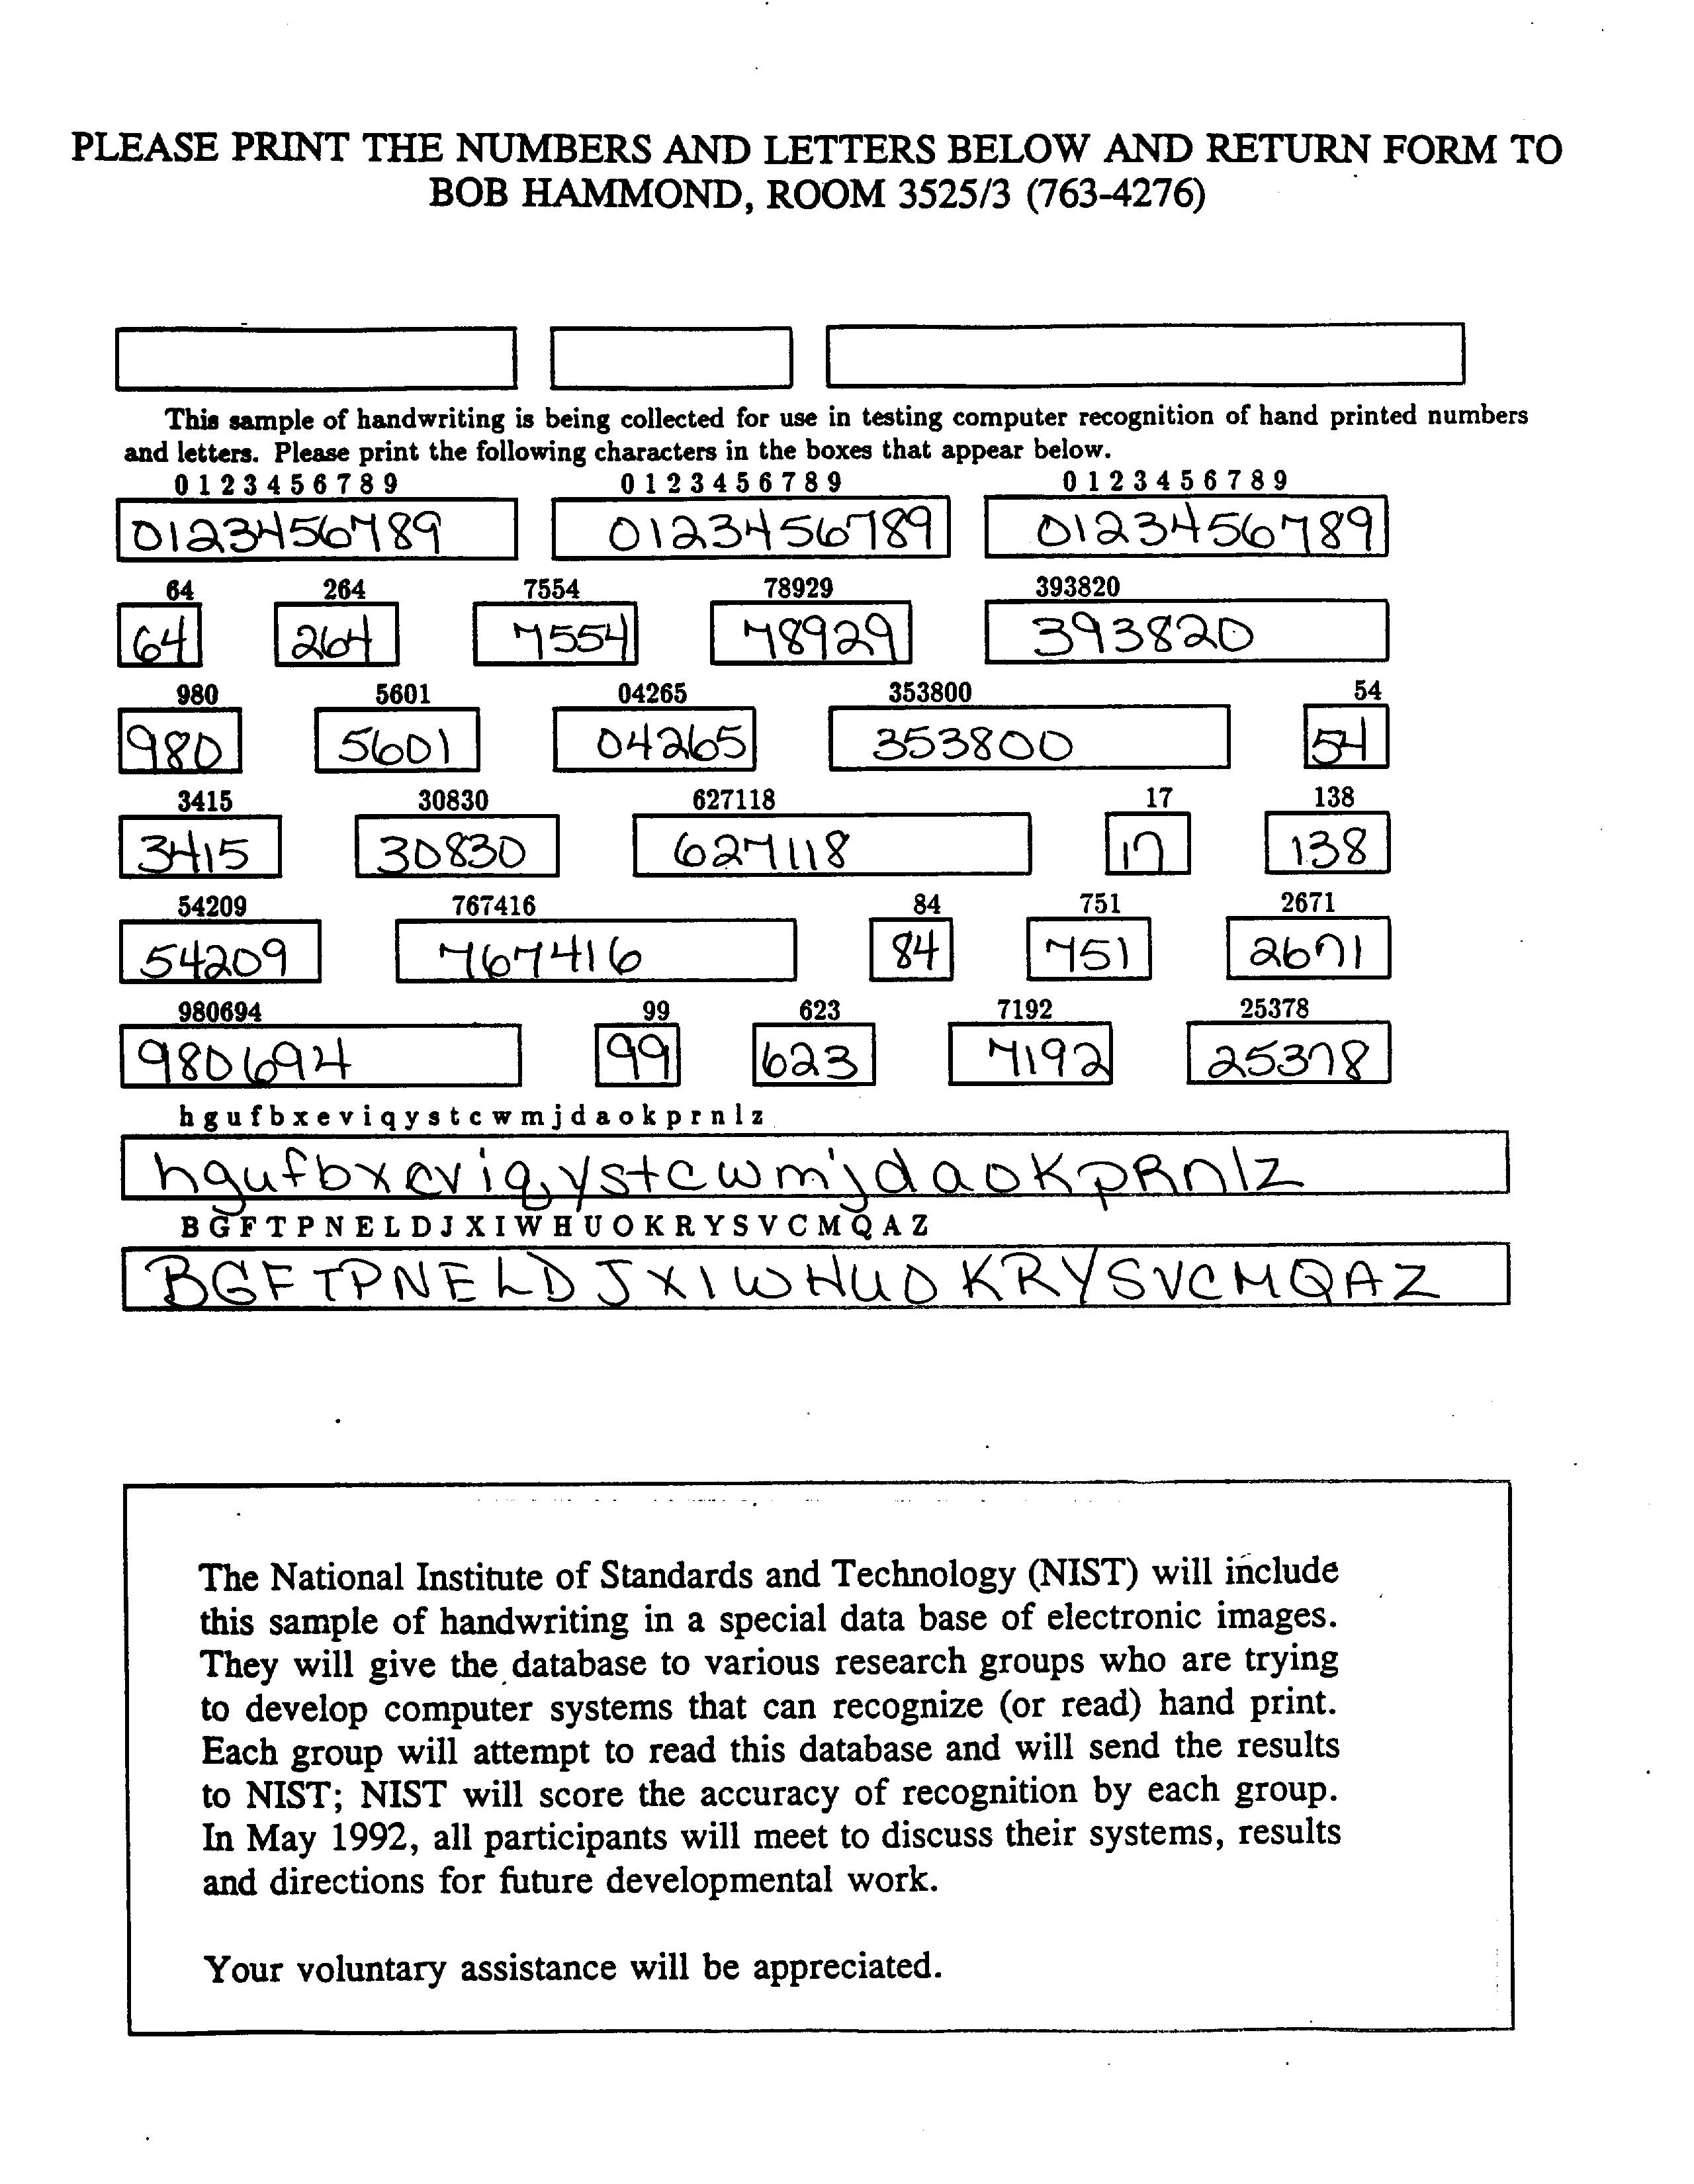 PLEASE PRINT THE NUMBERS AND LETTERS BELOW AND RETURN FORM TO
BOB HAMMOND, ROOM 3525/3 (763-4276)
This sample of handwriting is being collected for use in testing computer recognition of hand printed numbers
and letters. Please print the following characters in the boxes that appear below.
0 1 2 3 4 5 6 7 8 9 0 1 2 3 4 5 6 7 8 9 0 1 2 3 4 5 6 7 8 9
0123456789 0123456789 0123456789
64 264 7554 78929 393820
64 264 7554 78929 393820
980 5601 04265 353800 54
980 5601 04265 353800 54
3415 30830 627118 17 138
3415 30830 627118 17 138
54209 767416 84 751 2671
54209 767416 84 751 2671
980694 99 623 7192 25378
980694 99 623 7192 25378
h g u f b x e v i q y s t c w m j d a o k p r n l z
hgufbxeviqystcwmjdaokpRnlz
B G F T P N E L D J X I W H U O K R Y S V C M Q A Z
BGFTPNELDJXIWHUOKRYSVCMQAZ
The National Institute of Standards and Technology (NIST) will include
this sample of handwriting in a special data base of electronic images.
They will give the database to various research groups who are trying
to develop computer systems that can recognize (or read) hand print.
Each group will attempt to read this database and will send the results
to NIST; NIST will score the accuracy of recognition by each group.
In May 1992, all participants will meet to discuss their systems, results
and directions for future developmental work.
Your voluntary assistance will be appreciated.